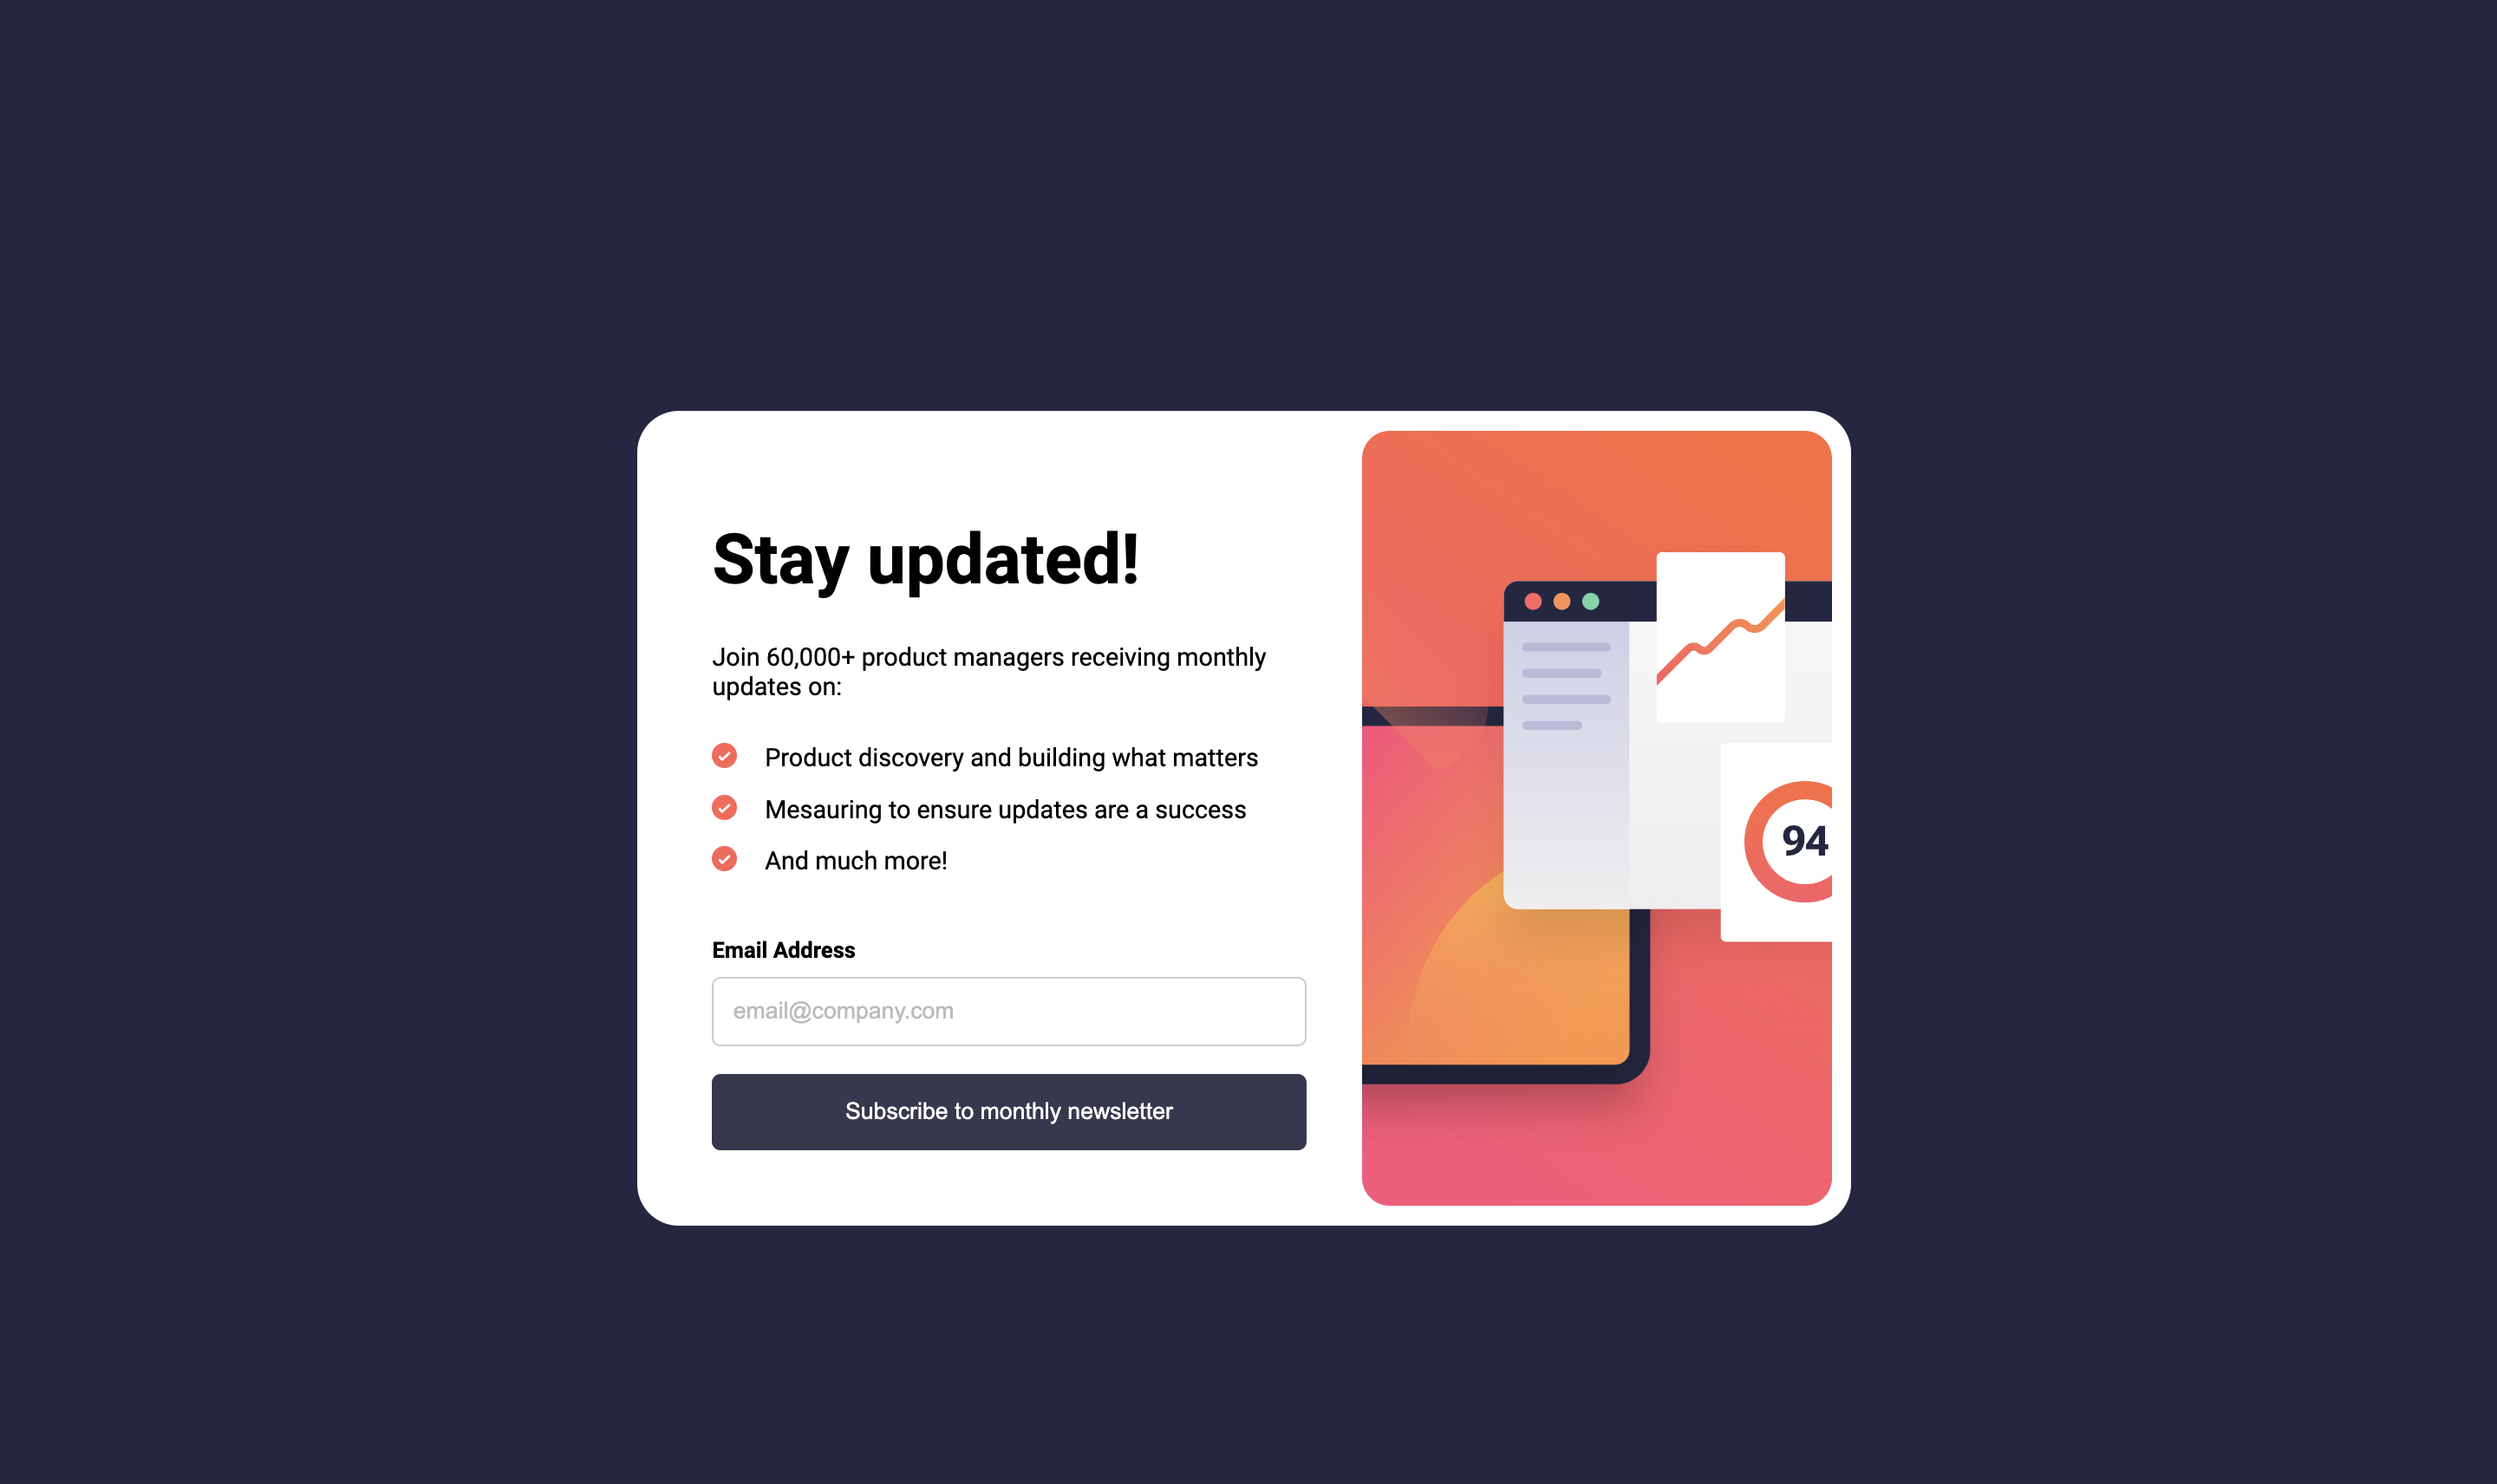 Stay updated!
Join 60,000+ product managers receiving monthly
updates on:
Product discovery and building what matters
Mesauring to ensure updates are a success
And much more!
Email Address
email@company.com
Subscribe to monthly newsletter
94